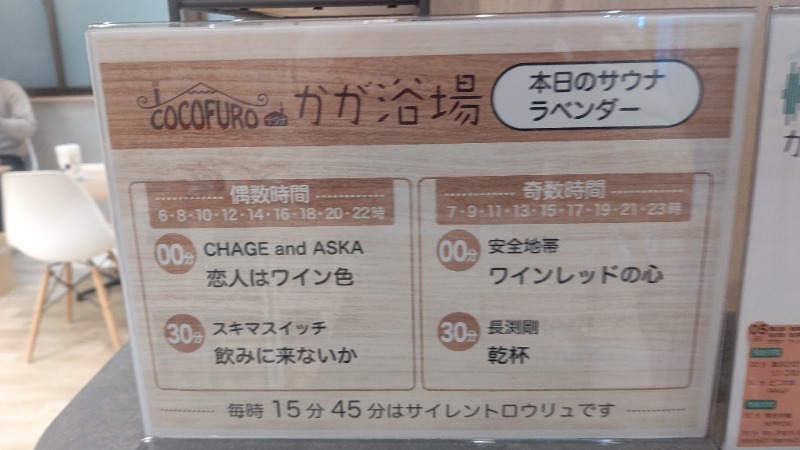 COCOFURO かが浴場
本日のサウナ
ラベンダー
偶数時間
6・8・10・12・14・16・18・20・22時
00分 CHAGE and ASKA
恋人はワイン色
30分 スキマスイッチ
飲みに来ないか
奇数時間
7・9・11・13・15・17・19・21・23時
00分 安全地帯
ワインレッドの心
30分 長渕剛
乾杯
毎時 15分 45分はサイレントロウリュです
か